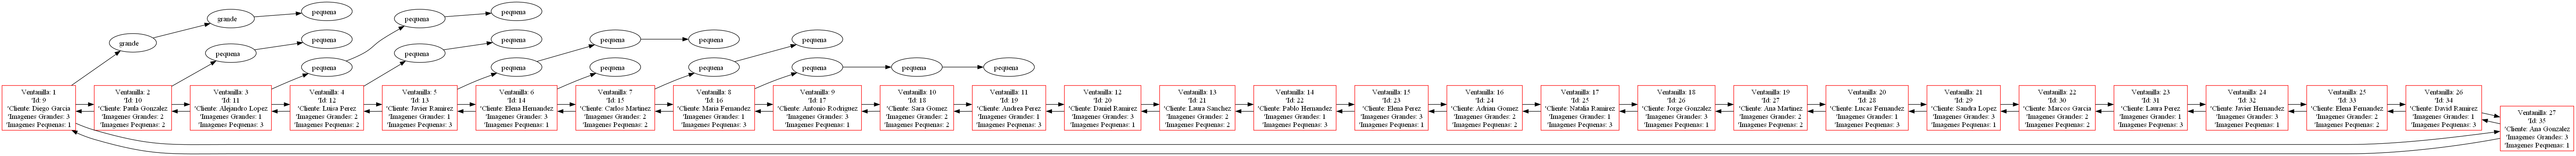 grande
pequena
pequena
pequena
grande
pequena
pequena
pequena
pequena
pequena
pequena
pequena
pequena
pequena
pequena
pequena
pequena
pequena
pequena
Ventanilla: 1
'Id: 9
'Cliente: Diego Garcia
'Imagenes Grandes: 3
'Imagenes Pequenas: 1
Ventanilla: 2
'Id: 10
'Cliente: Paula Gonzalez
'Imagenes Grandes: 2
'Imagenes Pequenas: 2
Ventanilla: 3
'Id: 11
'Cliente: Alejandro Lopez
'Imagenes Grandes: 1
'Imagenes Pequenas: 3
Ventanilla: 4
'Id: 12
'Cliente: Luisa Perez
'Imagenes Grandes: 2
'Imagenes Pequenas: 2
Ventanilla: 5
'Id: 13
'Cliente: Javier Ramirez
'Imagenes Grandes: 1
'Imagenes Pequenas: 3
Ventanilla: 6
'Id: 14
'Cliente: Elena Hernandez
'Imagenes Grandes: 3
'Imagenes Pequenas: 1
Ventanilla: 7
'Id: 15
'Cliente: Carlos Martinez
'Imagenes Grandes: 2
'Imagenes Pequenas: 2
Ventanilla: 8
'Id: 16
'Cliente: Maria Fernandez
'Imagenes Grandes: 1
'Imagenes Pequenas: 3
Ventanilla: 9
'Id: 17
'Cliente: Antonio Rodriguez
'Imagenes Grandes: 3
'Imagenes Pequenas: 1
Ventanilla: 10
'Id: 18
'Cliente: Sara Gomez
'Imagenes Grandes: 2
'Imagenes Pequenas: 2
Ventanilla: 11
'Id: 19
'Cliente: Andrea Perez
'Imagenes Grandes: 1
'Imagenes Pequenas: 3
Ventanilla: 12
'Id: 20
'Cliente: Daniel Ramirez
'Imagenes Grandes: 3
'Imagenes Pequenas: 1
Ventanilla: 13
'Id: 21
'Cliente: Laura Sanchez
'Imagenes Grandes: 2
'Imagenes Pequenas: 2
Ventanilla: 14
'Id: 22
'Cliente: Pablo Hernandez
'Imagenes Grandes: 1
'Imagenes Pequenas: 3
Ventanilla: 15
'Id: 23
'Cliente: Elena Perez
'Imagenes Grandes: 3
'Imagenes Pequenas: 1
Ventanilla: 16
'Id: 24
'Cliente: Adrian Gomez
'Imagenes Grandes: 2
'Imagenes Pequenas: 2
Ventanilla: 17
'Id: 25
'Cliente: Natalia Ramirez
'Imagenes Grandes: 1
'Imagenes Pequenas: 3
Ventanilla: 18
'Id: 26
'Cliente: Jorge Gonzalez
'Imagenes Grandes: 3
'Imagenes Pequenas: 1
Ventanilla: 19
'Id: 27
'Cliente: Ana Martinez
'Imagenes Grandes: 2
'Imagenes Pequenas: 2
Ventanilla: 20
'Id: 28
'Cliente: Lucas Fernandez
'Imagenes Grandes: 1
'Imagenes Pequenas: 3
Ventanilla: 21
'Id: 29
'Cliente: Sandra Lopez
'Imagenes Grandes: 3
'Imagenes Pequenas: 1
Ventanilla: 22
'Id: 30
'Cliente: Marcos Garcia
'Imagenes Grandes: 2
'Imagenes Pequenas: 2
Ventanilla: 23
'Id: 31
'Cliente: Laura Perez
'Imagenes Grandes: 1
'Imagenes Pequenas: 3
Ventanilla: 24
'Id: 32
'Cliente: Javier Hernandez
'Imagenes Grandes: 3
'Imagenes Pequenas: 1
Ventanilla: 25
'Id: 33
'Cliente: Elena Fernandez
'Imagenes Grandes: 2
'Imagenes Pequenas: 2
Ventanilla: 26
'Id: 34
'Cliente: David Ramirez
'Imagenes Grandes: 1
'Imagenes Pequenas: 3
Ventanilla: 27
'Id: 35
'Cliente: Ana Gonzalez
'Imagenes Grandes: 3
'Imagenes Pequenas: 1